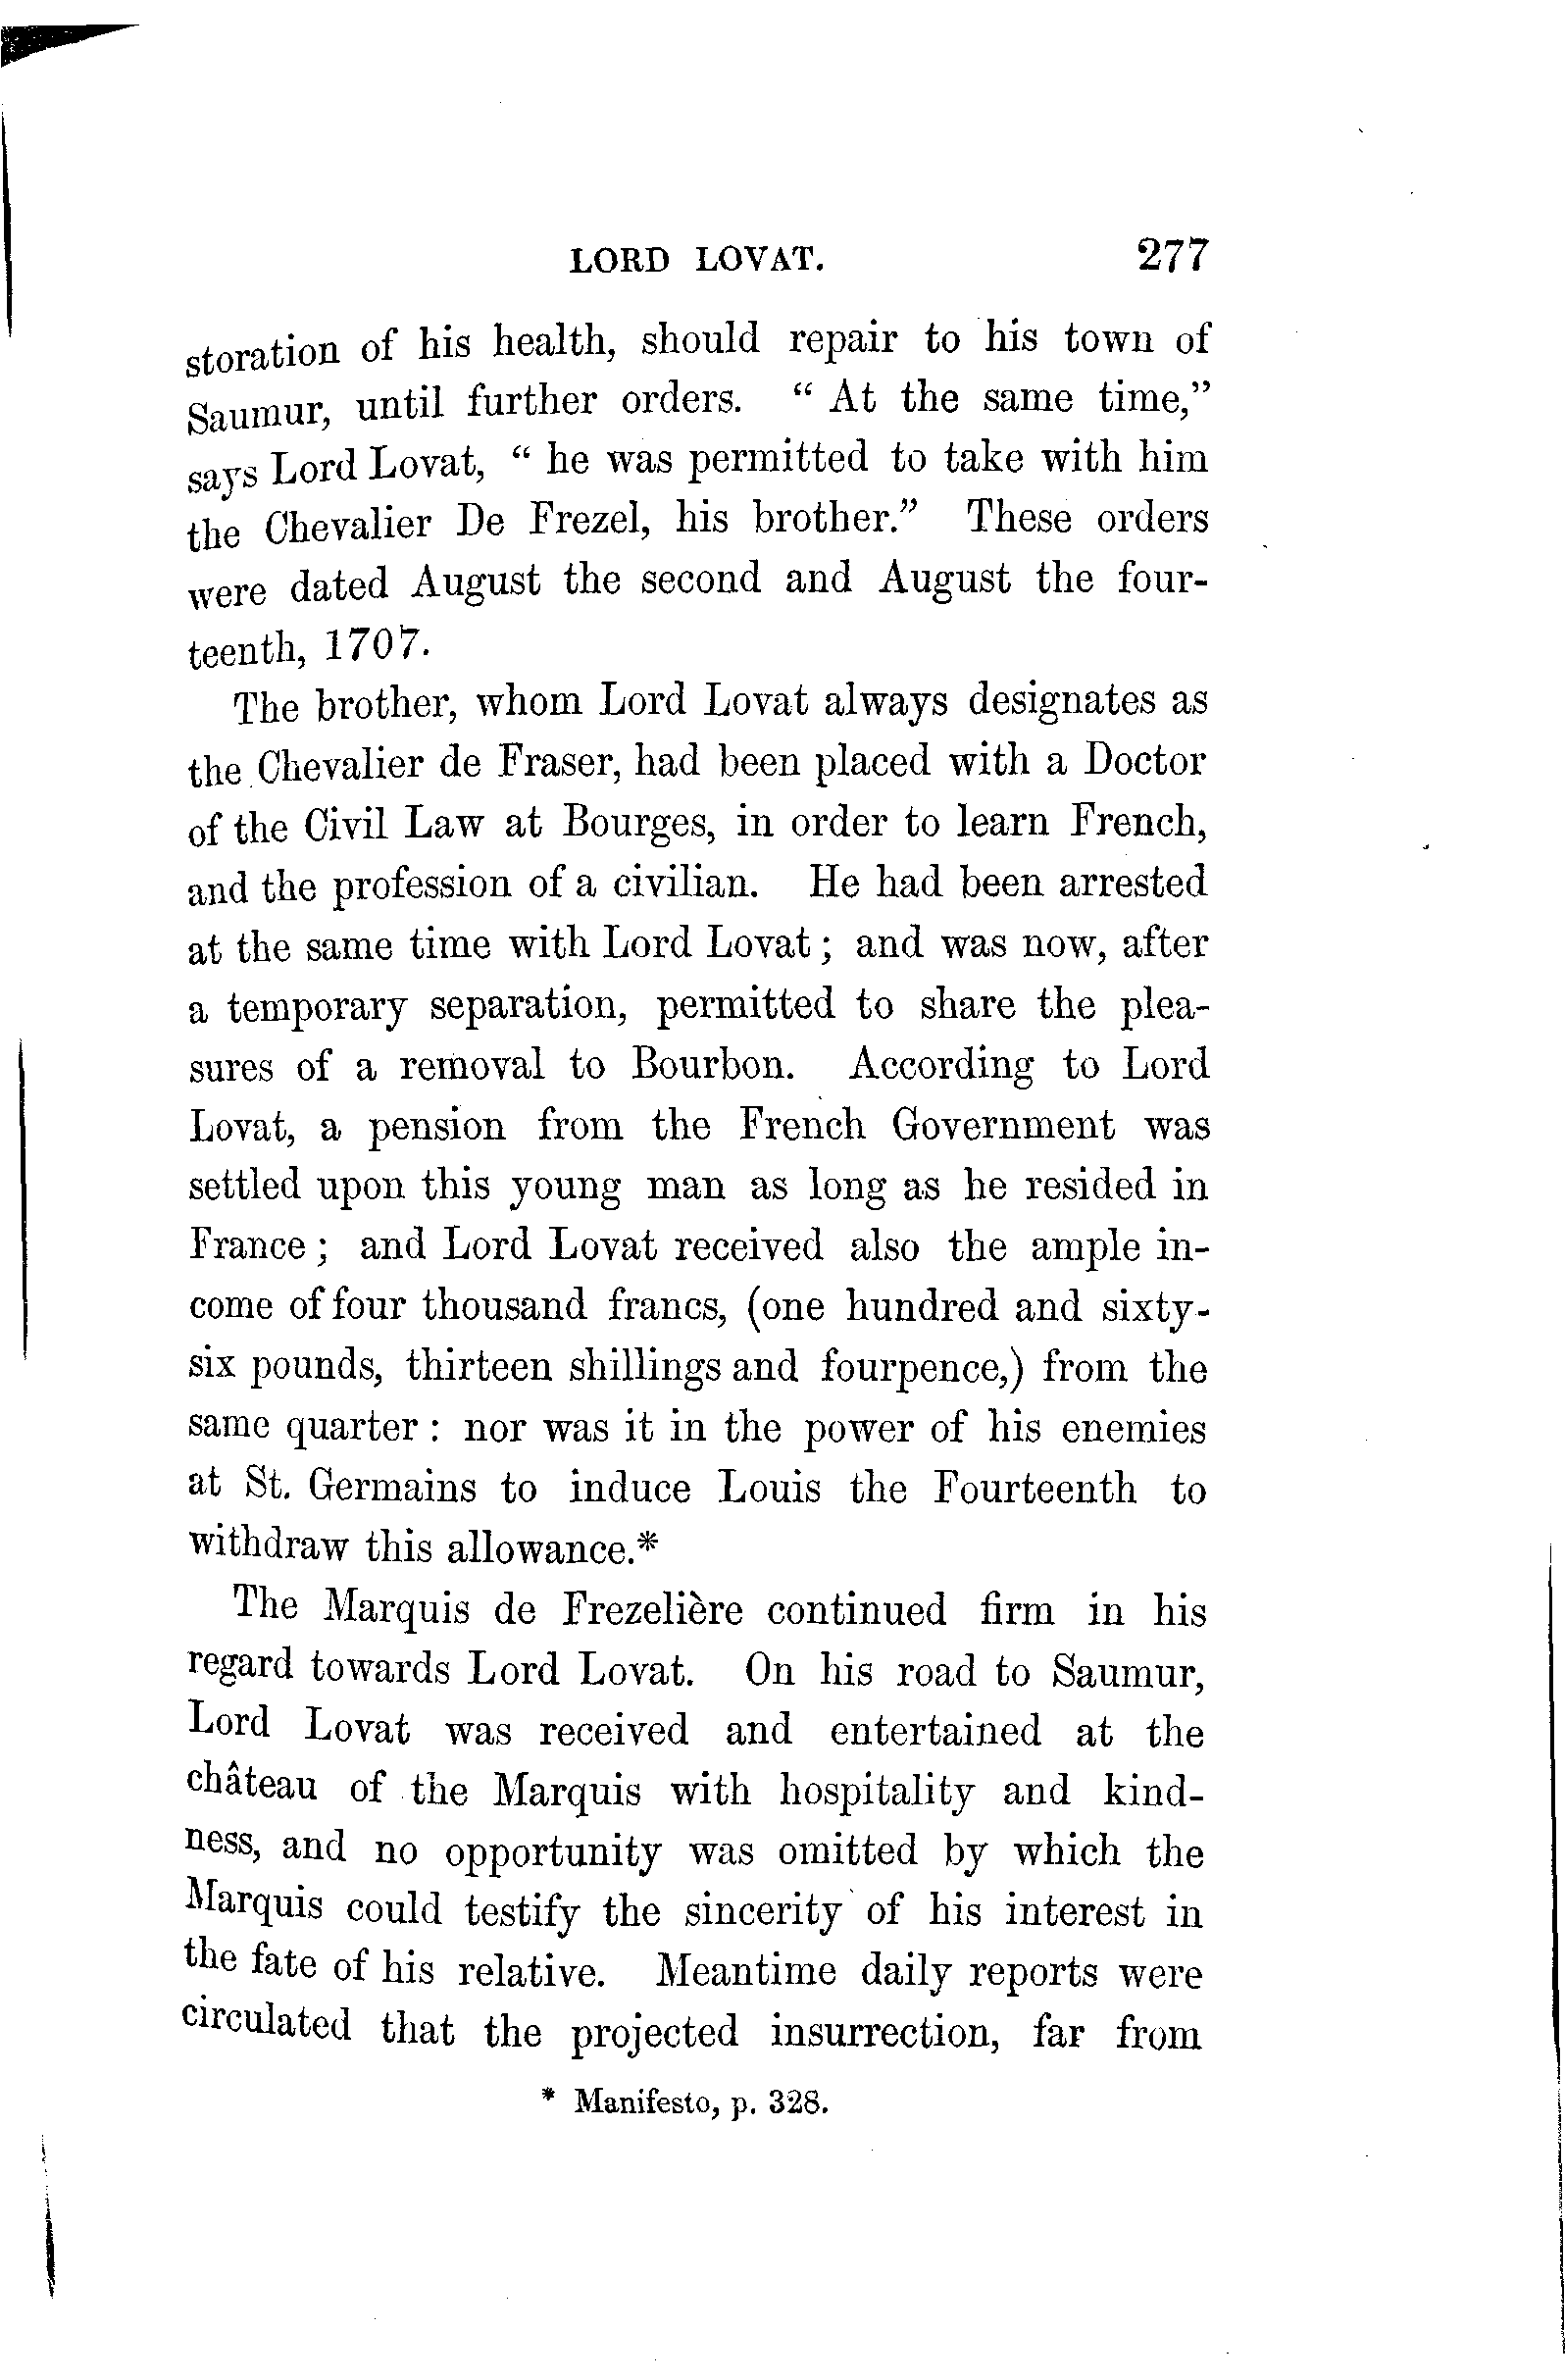 LORD LOVAT. 277
storation of his health, should repair to his town of
Saumur, until further orders. “ At the same time,”
says Lord Lovat, “ he was permitted to take with him
the Chevalier De Frezel, his brother.” These orders
were dated August the second and August the four-
teenth, 1707.
The brother, whom Lord Lovat always designates as
the Chevalier de Fraser, had been placed with a Doctor
of the Civil Law at Bourges, in order to learn French,
and the profession of a civilian. He had been arrested
at the same time with Lord Lovat ; and was now, after
a temporary separation, permitted to share the plea-
sures of a removal to Bourbon. According to Lord
Lovat, a pension from the French Government was
settled upon this young man as long as he resided in
France ; and Lord Lovat received also the ample in-
come of four thousand francs, (one hundred and sixty-
six pounds, thirteen shillings and fourpence,) from the
same quarter : nor was it in the power of his enemies
at St. Germains to induce Louis the Fourteenth to
withdraw this allowance.*
The Marquis de Frezelière continued firm in his
regard towards Lord Lovat. On his road to Saumur,
Lord Lovat was received and entertained at the
château of the Marquis with hospitality and kind-
ness, and no opportunity was omitted by which the
Marquis could testify the sincerity of his interest in
the fate of his relative. Meantime daily reports were
circulated that the projected insurrection, far from
* Manifesto, p. 328.